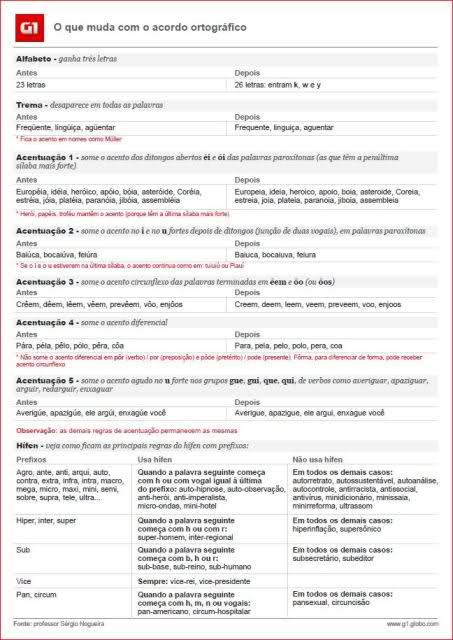 G1 O que muda com o acordo ortográfico
Alfabeto - ganha três letras
Antes Depois
23 letras 26 letras: entram k, w e y
Trema - desaparece em todas as palavras
Antes Depois
Freqüente, lingüiça, agüentar Frequente, linguiça, aguentar
* Fica o acento em nomes como Müller
Acentuação 1 - some o acento dos ditongos abertos éi e ói das palavras paroxítonas (as que têm a penúltima
sílaba mais forte)
Antes Depois
Européia, idéia, heróico, apóio, bóia, asteróide, Coréia, Europeia, ideia, heroico, apoio, boia, asteroide, Coreia,
estréia, jóia, platéia, paranóia, jibóia, assembléia estreia, joia, plateia, paranoia, jiboia, assembleia
* Herói, papéis, troféu mantêm o acento (porque têm a última sílaba mais forte)
Acentuação 2 - some o acento no i e no u fortes depois de ditongos (junção de duas vogais), em palavras paroxítonas
Antes Depois
Baiúca, bocaiúva, feiúra Baiuca, bocaiuva, feiura
* Se o i e o u estiverem na última sílaba, o acento continua como em: tuiuiú ou Piauí
Acentuação 3 - some o acento circunflexo das palavras terminadas em êem e ôo (ou ôos)
Antes Depois
Crêem, dêem, lêem, vêem, prevêem, vôo, enjôos Creem, deem, leem, veem, preveem, voo, enjoos
Acentuação 4 - some o acento diferencial
Antes Depois
Pára, péla, pêlo, pólo, pêra, côa Para, pela, pelo, polo, pera, coa
* Não some o acento diferencial em pôr (verbo) / por (preposição) e pôde (pretérito) / pode (presente). Fôrma, para diferenciar de forma, pode receber
acento circunflexo
Acentuação 5 - some o acento agudo no u forte nos grupos gue, gui, que, qui, de verbos como averiguar, apaziguar,
arguir, redarguir, enxaguar
Antes Depois
Averigúe, apazigúe, ele argúi, enxagúe você Averigue, apazigue, ele argui, enxague você
Observação: as demais regras de acentuação permanecem as mesmas
Hífen - veja como ficam as principais regras do hífen com prefixos:
Prefixos Usa hífen Não usa hífen
Agro, ante, anti, arqui, auto, Quando a palavra seguinte começa Em todos os demais casos:
contra, extra, infra, intra, macro, com h ou com vogal igual à última autorretrato, autossustentável, autoanálise,
mega, micro, maxi, mini, semi, do prefixo: auto-hipnose, auto-observação, autocontrole, antirracista, antissocial,
sobre, supra, tele, ultra... anti-herói, anti-imperialista, antivírus, minidicionário, minissaia,
micro-ondas, mini-hotel minirreforma, ultrassom
Hiper, inter, super Quando a palavra seguinte Em todos os demais casos:
começa com h ou com r: hiperinflação, supersônico
super-homem, inter-regional
Sub Quando a palavra seguinte Em todos os demais casos:
começa com b, h ou r: subsecretário, subeditor
sub-base, sub-reino, sub-humano
Vice Sempre: vice-rei, vice-presidente
Pan, circum Quando a palavra seguinte Em todos os demais casos:
começa com h, m, n ou vogais: pansexual, circuncisão
pan-americano, circum-hospitalar
Fonte: professor Sérgio Nogueira www.g1.globo.com